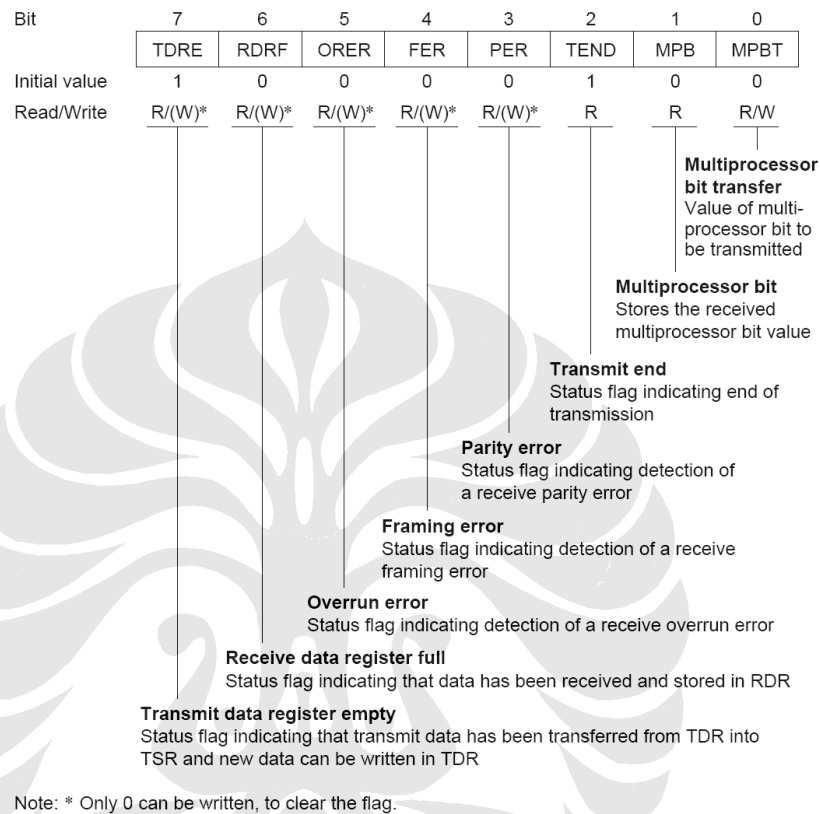 Bit 7 6 5 4 3 2 1 0
TDRE RDRF ORER FER PER TEND MPB MPBT
Initial value 1 0 0 0 0 1 0 0
Read/Write R/(W)* R/(W)* R/(W)* R/(W)* R/(W)* R R R/W
Multiprocessor
bit transfer
Value of multi-
processor bit to
be transmitted
Multiprocessor bit
Stores the received
multiprocessor bit value
Transmit end
Status flag indicating end of
transmission
Parity error
Status flag indicating detection of
a receive parity error
Framing error
Status flag indicating detection of a receive
framing error
Overrun error
Status flag indicating detection of a receive overrun error
Receive data register full
Status flag indicating that data has been received and stored in RDR
Transmit data register empty
Status flag indicating that transmit data has been transferred from TDR into
TSR and new data can be written in TDR
Note: * Only 0 can be written, to clear the flag.